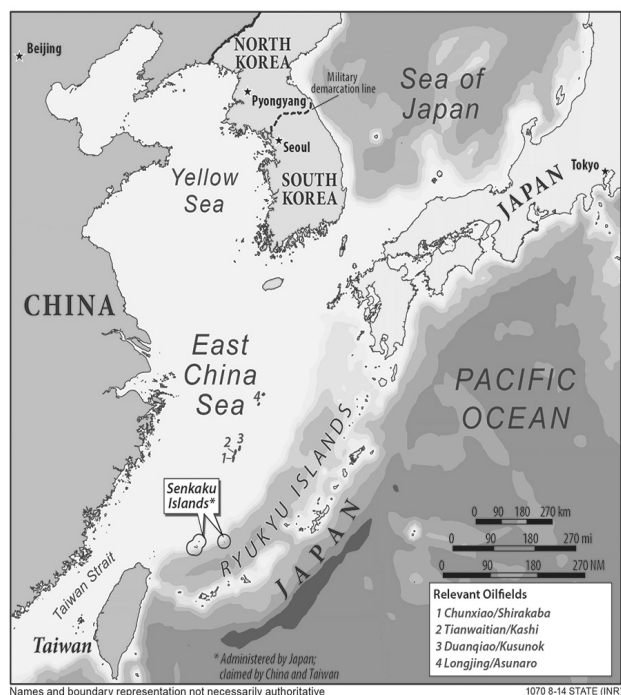 Beijing
NORTH
KOREA
Pyongyang
Military
demarcation line
Seoul
SOUTH
KOREA
Sea of
Japan
Yellow
Sea
Tokyo
JAPAN
CHINA
East
China
Sea
4
2 3
1
PACIFIC
OCEAN
Senkaku
Islands*
RYUKYU ISLANDS
JAPAN
0 90 180 270 km
0 90 180 270 mi
0 90 180 270 NM
Taiwan Strait
Taiwan
Relevant Oilfields
1 Chunxiao/Shirakaba
2 Tianwaitian/Kashi
3 Duanqiao/Kusunok
4 Longjing/Asunaro
* Administered by Japan;
claimed by China and Taiwan
Names and boundary representation not necessarily authoritative
1070 8-14 STATE (INR)